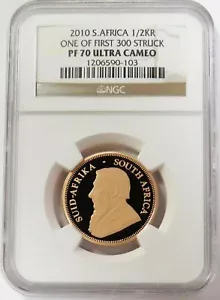 2010 S.AFRICA 1/2KR
ONE OF FIRST 300 STRUCK
PF 70 ULTRA CAMEO
1206590-103
NGC
SUID-AFRIKA · SOUTH AFRICA